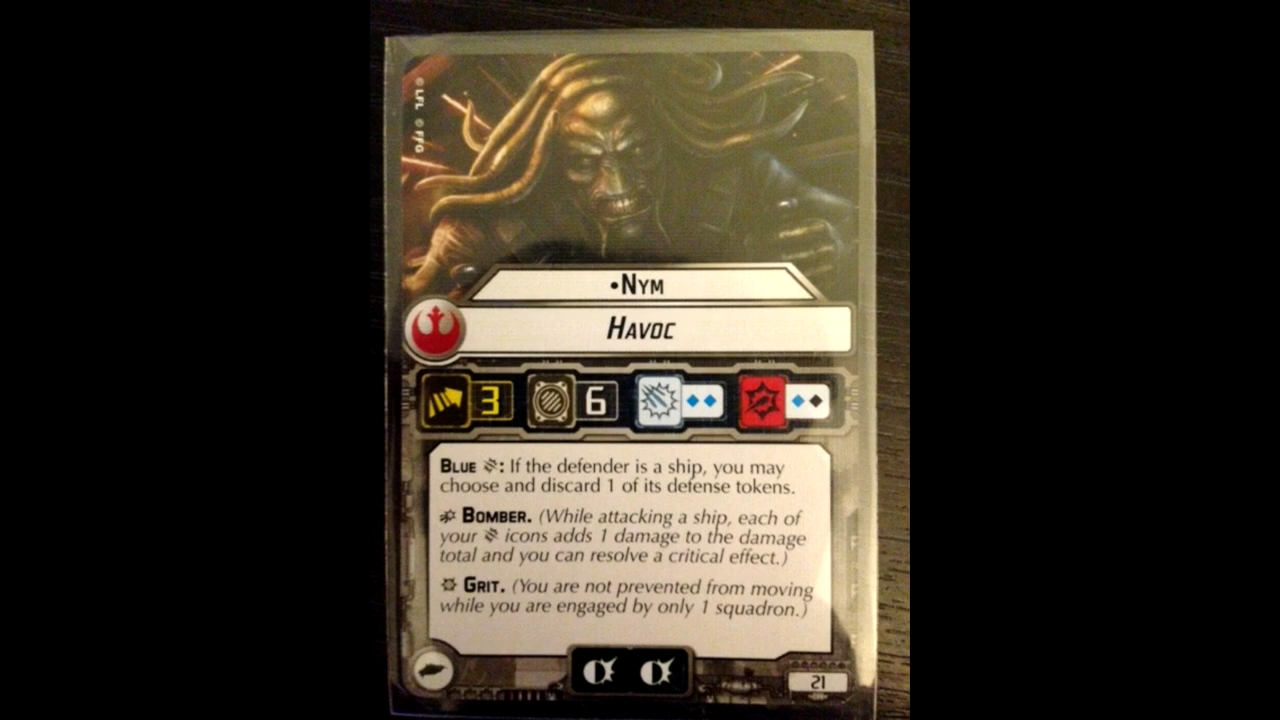 © LFL © FFG
•NYM
HAVOC
3 6
BLUE : If the defender is a ship, you may
choose and discard 1 of its defense tokens.
BOMBER. (While attacking a ship, each of
your icons adds 1 damage to the damage
total and you can resolve a critical effect.)
GRIT. (You are not prevented from moving
while you are engaged by only 1 squadron.)
21